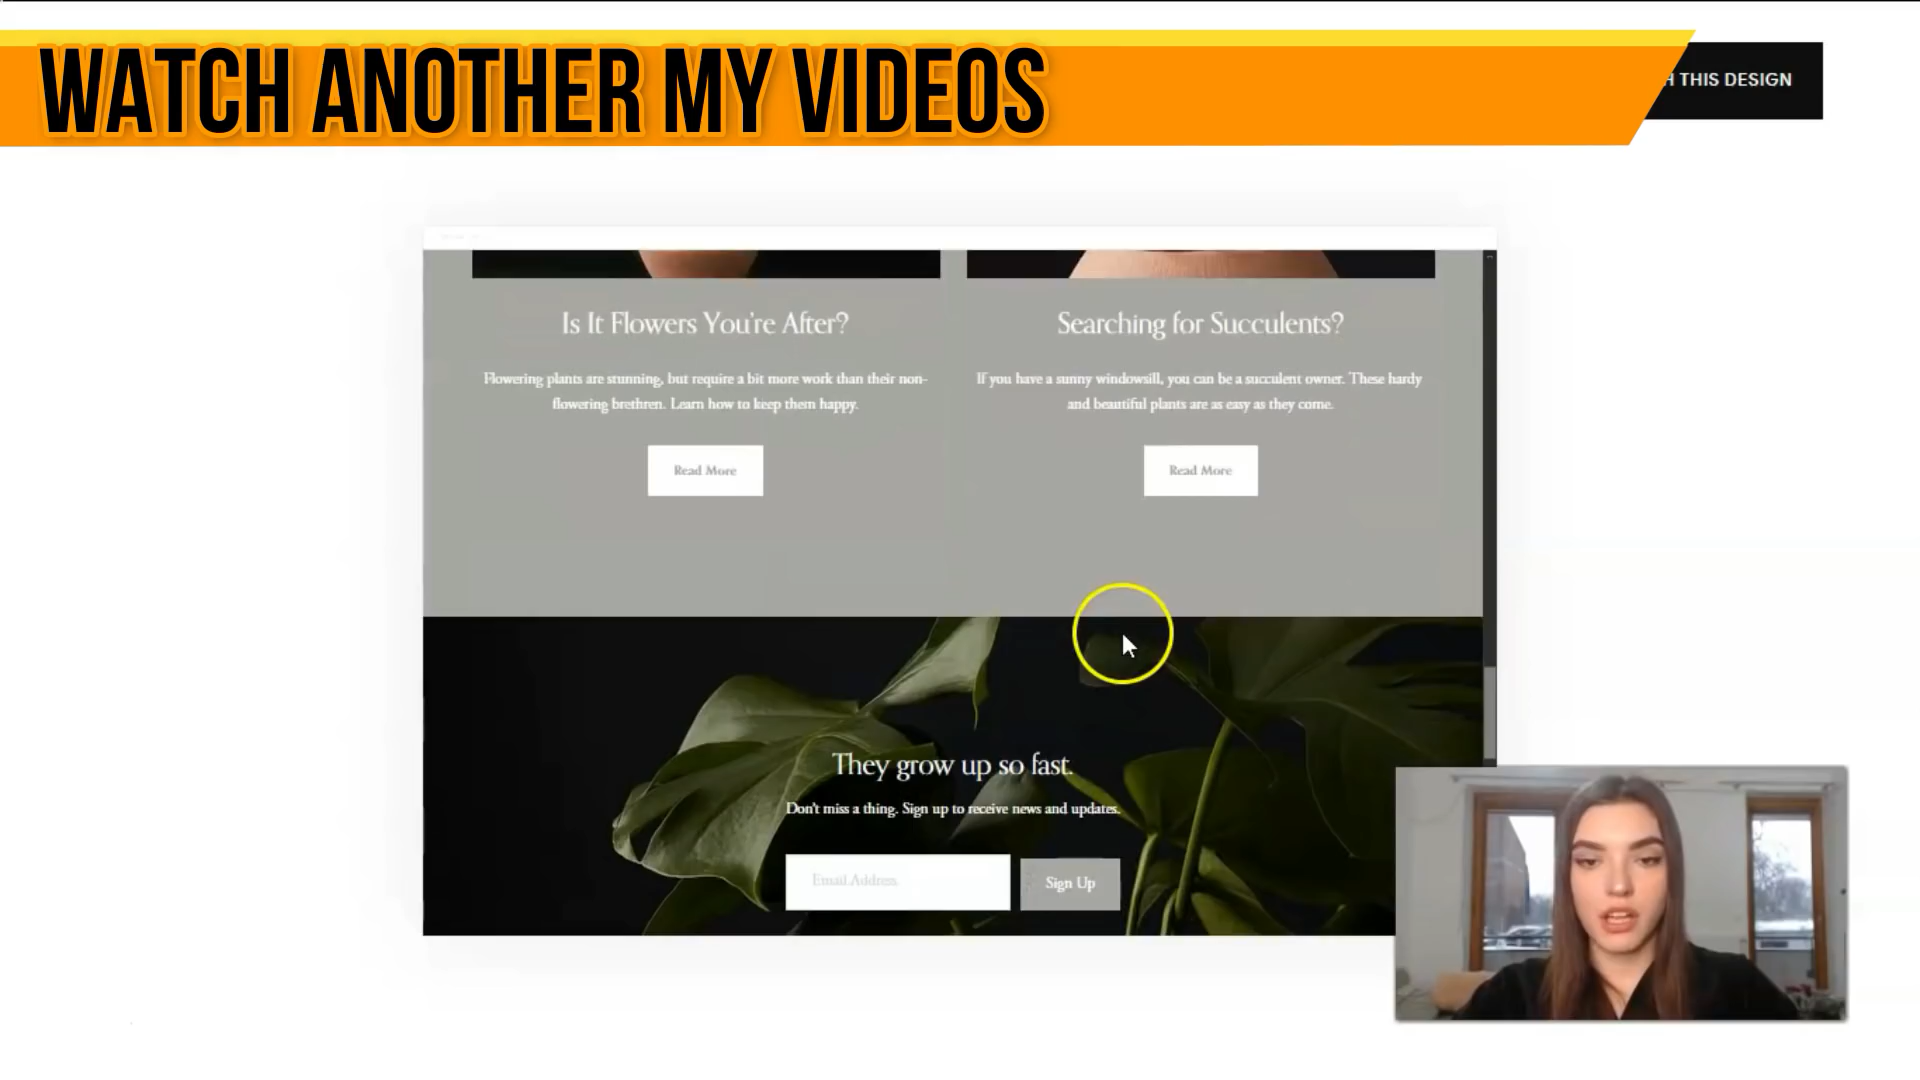 WATCH ANOTHER MY VIDEOS
H THIS DESIGN
Is It Flowers You're After?
Flowering plants are stunning, but require a bit more work than their non-
flowering brethren. Learn how to keep them happy.
Read More
Searching for Succulents?
If you have a sunny windowsill, you can be a succulent owner. These hardy
and beautiful plants are as easy as they come.
Read More
They grow up so fast.
Don't miss a thing. Sign up to receive news and updates.
Email Address
Sign Up